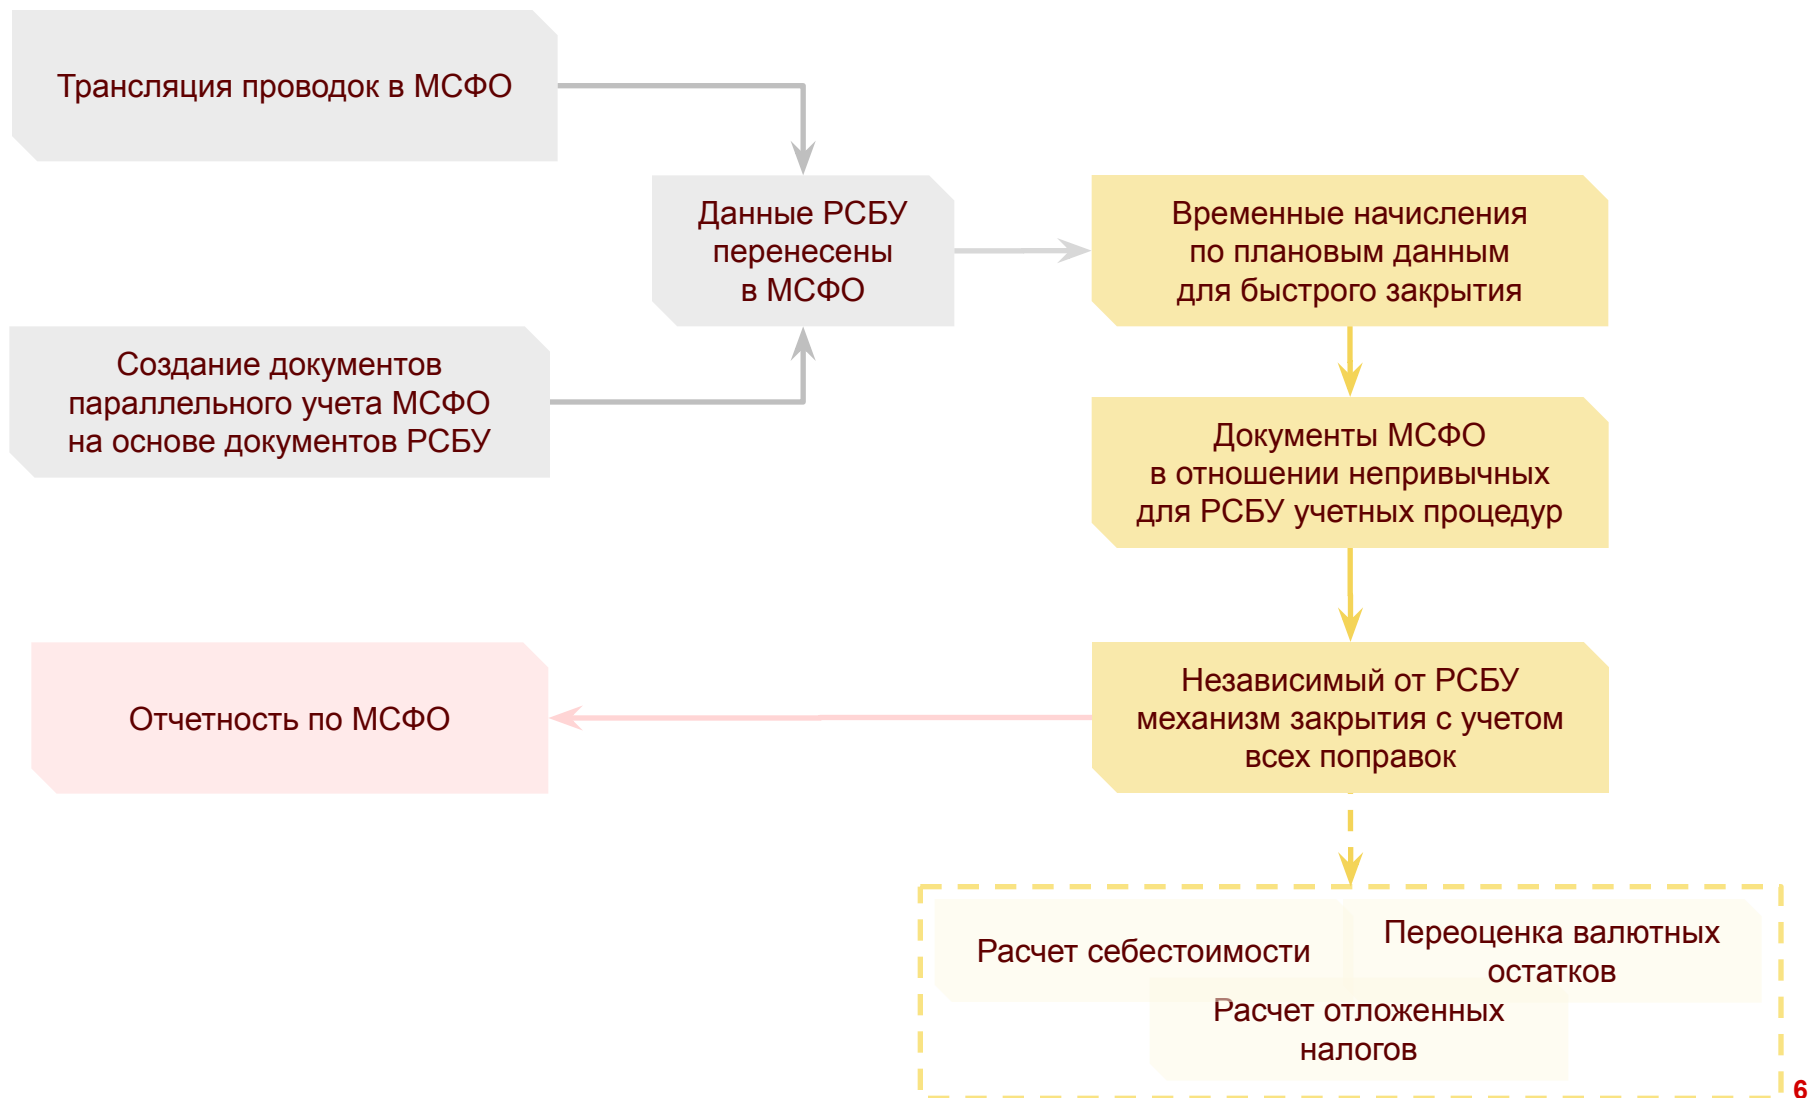 Трансляция проводок в МСФО
Данные РСБУ
перенесены
в МСФО
Временные начисления
по плановым данным
для быстрого закрытия
Создание документов
параллельного учета МСФО
на основе документов РСБУ
Документы МСФО
в отношении непривычных
для РСБУ учетных процедур
Независимый от РСБУ
механизм закрытия с учетом
всех поправок
Отчетность по МСФО
Расчет себестоимости
Переоценка валютных
остатков
Расчет отложенных
налогов
6